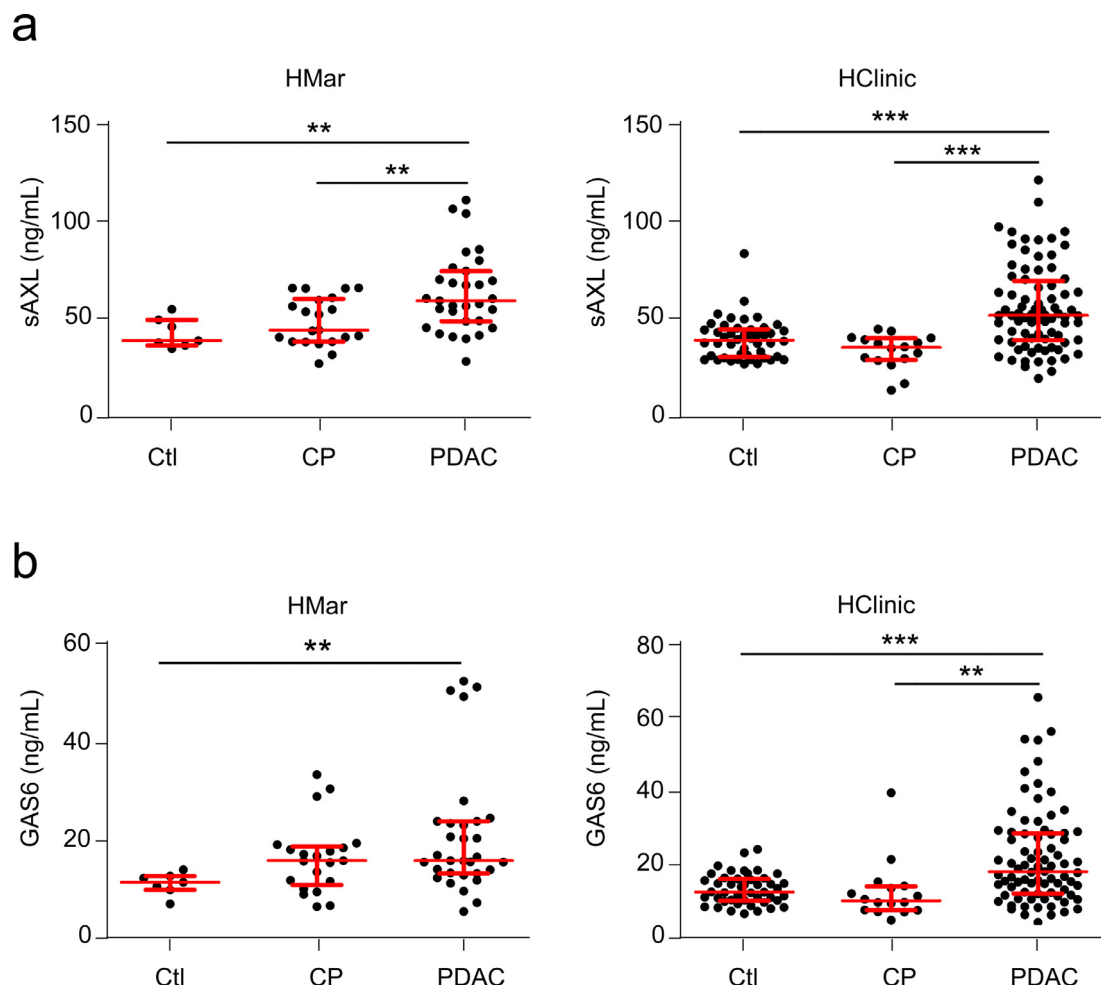 a
HMar
HClinic
150
100
50
0
sAXL (ng/mL)
**
**
Ctl
CP
PDAC
150
100
50
0
sAXL (ng/mL)
***
***
Ctl
CP
PDAC
b
HMar
HClinic
60
40
20
0
GAS6 (ng/mL)
**
Ctl
CP
PDAC
80
60
40
20
0
GAS6 (ng/mL)
***
**
Ctl
CP
PDAC